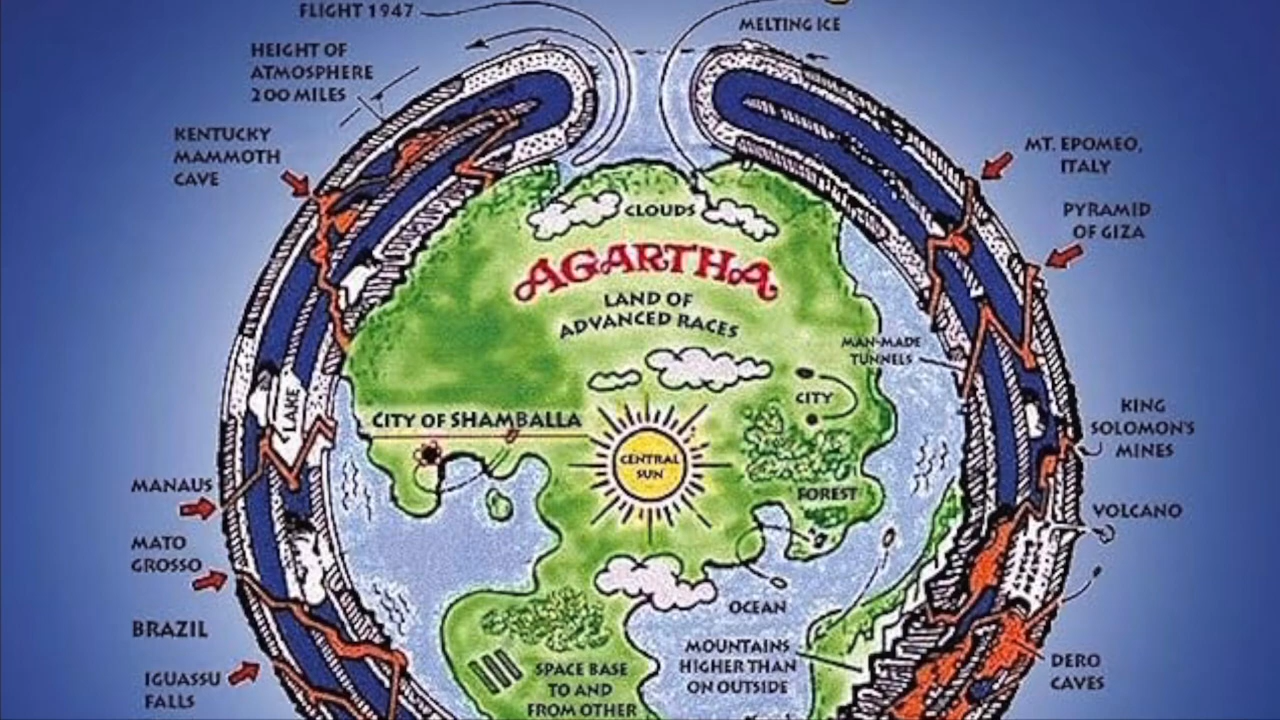 FLIGHT 1947
MELTING ICE
HEIGHT OF
ATMOSPHERE
200 MILES
KENTUCKY
MAMMOTH
CAVE
MT. EPOMEO,
ITALY
PYRAMID
OF GIZA
CLOUDS
AGARTHA
LAND OF
ADVANCED RACES
MAN-MADE
TUNNELS
CITY
LAKE
CITY OF SHAMBALLA
CENTRAL
SUN
KING
SOLOMON'S
MINES
FOREST
MANAUS
VOLCANO
MATO
GROSSO
OCEAN
BRAZIL
MOUNTAINS
HIGHER THAN
ON OUTSIDE
SPACE BASE
TO AND
FROM OTHER
IGUASSU
FALLS
DERO
CAVES